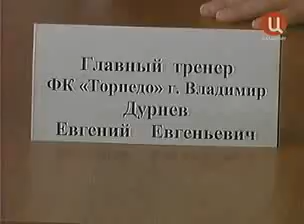 Главный тренер
ФК «Торпедо» г. Владимир
Дурнев
Евгений Евгеньевич